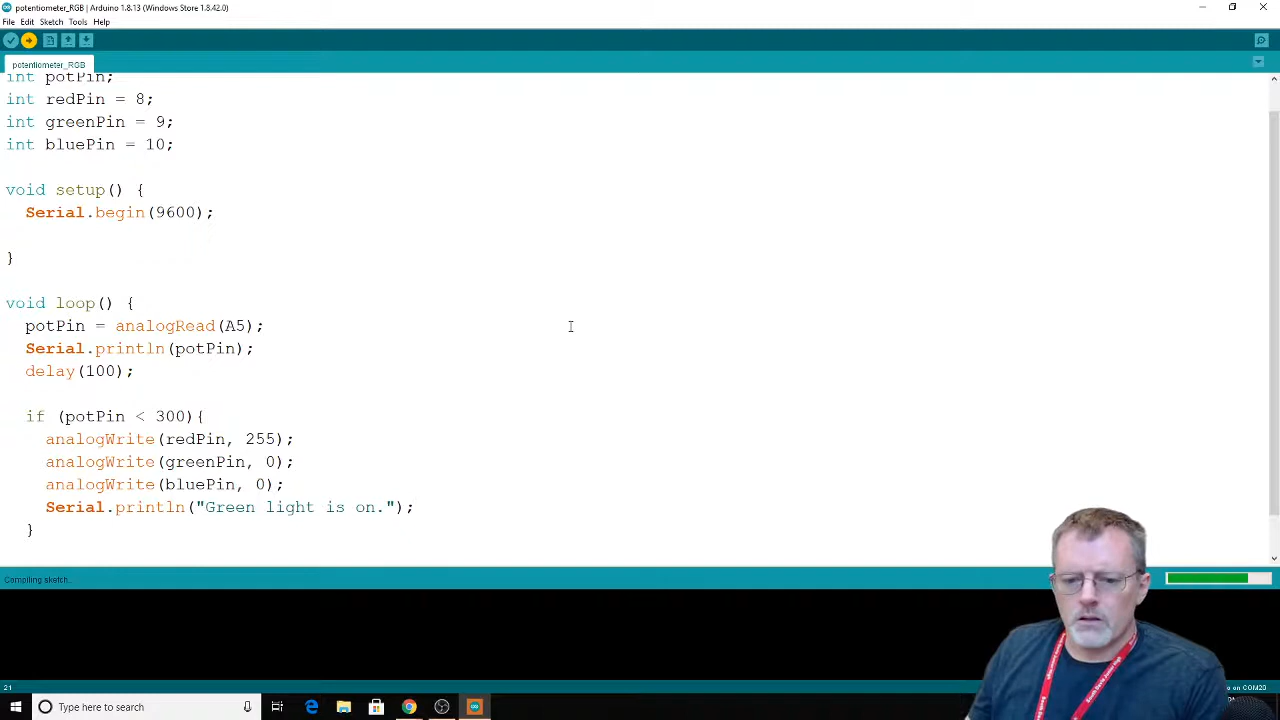 potentiometer_RGB | Arduino 1.8.13 (Windows Store 1.8.42.0)
File Edit Sketch Tools Help
potentiometer_RGB
int potPin;
int redPin = 8;
int greenPin = 9;
int bluePin = 10;
void setup() {
Serial.begin(9600);
}
void loop() {
potPin = analogRead(A5);
Serial.println(potPin);
delay(100);
if (potPin < 300){
analogWrite(redPin, 255);
analogWrite(greenPin, 0);
analogWrite(bluePin, 0);
Serial.println("Green light is on.");
}
Compiling sketch...
21
on COM20
Type here to search